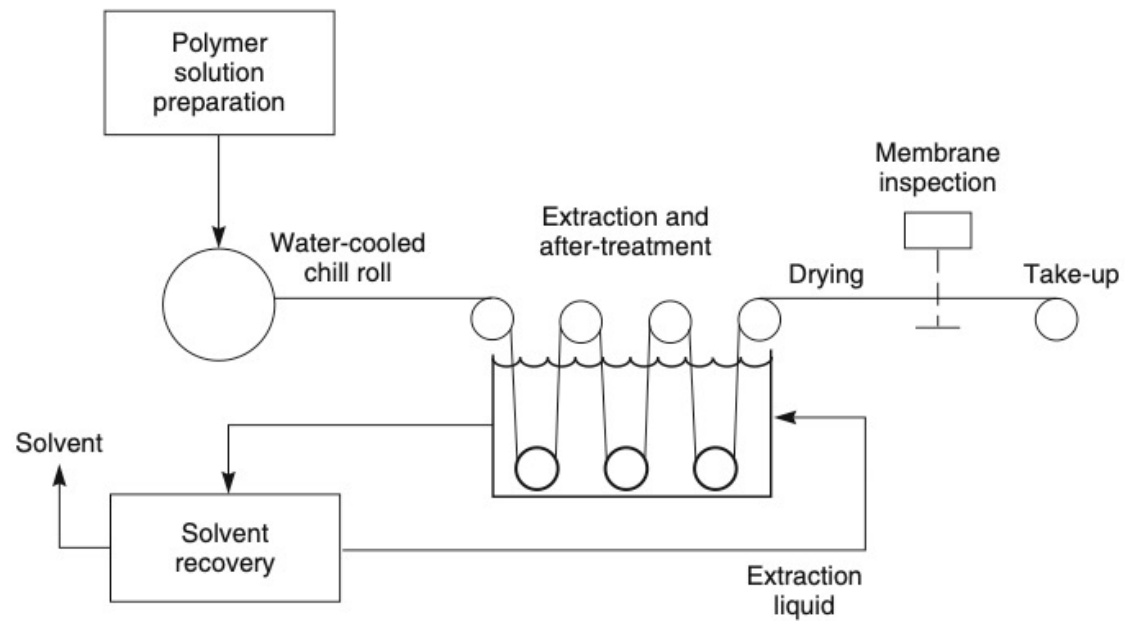 Polymer
solution
preparation
Membrane
inspection
Extraction and
after-treatment
Water-cooled
chill roll
Drying
Take-up
Solvent
Solvent
recovery
Extraction
liquid